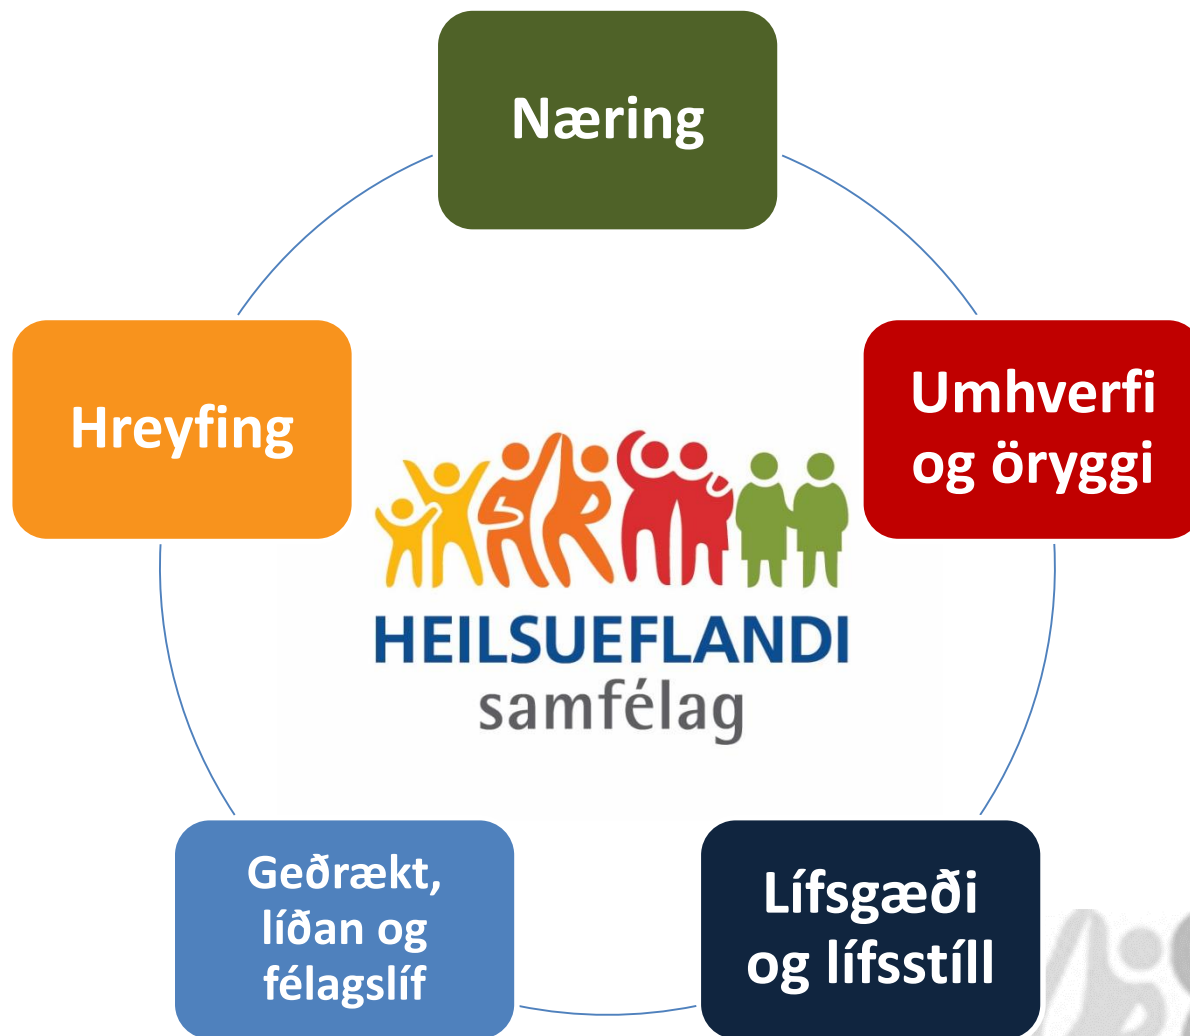 Næring
Umhverfi
og öryggi
Lífsgæði
og lífsstíll
Geðrækt,
líðan og
félagslíf
Hreyfing
HEILSUEFLANDI
samfélag